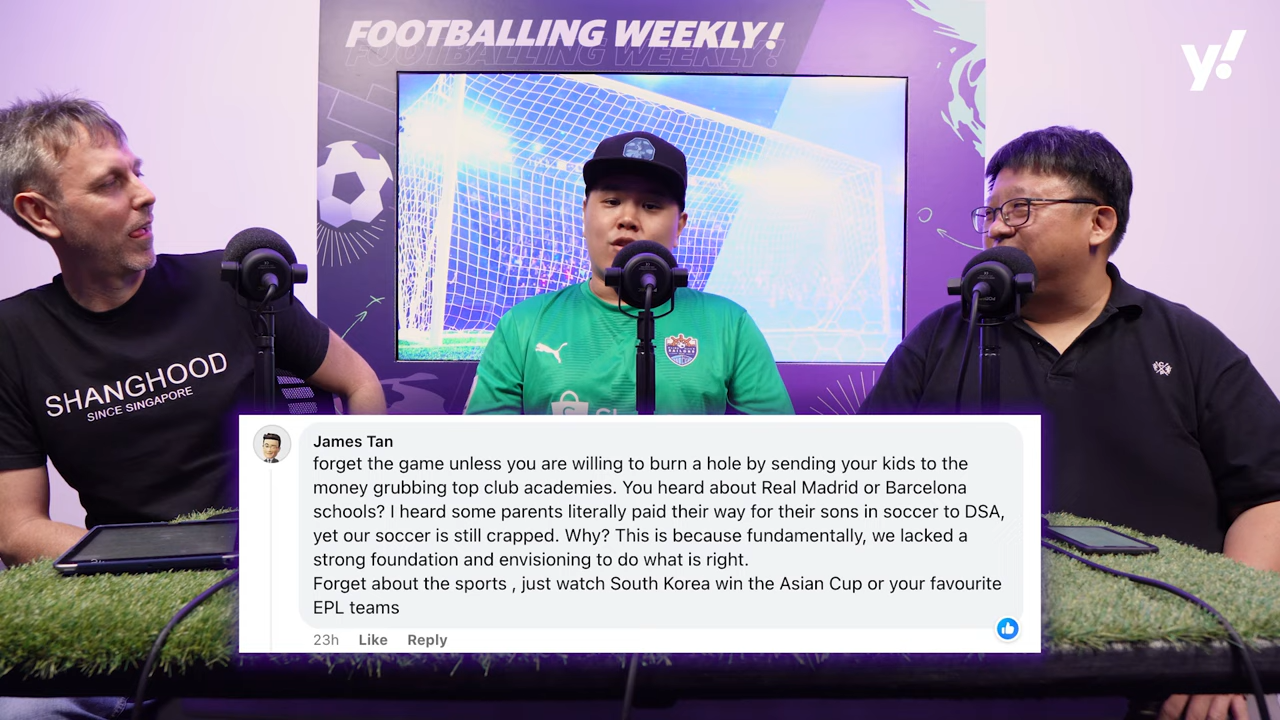 FOOTBALLING WEEKLY!
FOOTBALLING WEEKLY!
y!
SHANGHOOD
SINCE SINGAPORE
SAILORS
James Tan
forget the game unless you are willing to burn a hole by sending your kids to the
money grubbing top club academies. You heard about Real Madrid or Barcelona
schools? I heard some parents literally paid their way for their sons in soccer to DSA,
yet our soccer is still crapped. Why? This is because fundamentally, we lacked a
strong foundation and envisioning to do what is right.
Forget about the sports , just watch South Korea win the Asian Cup or your favourite
EPL teams
23h Like Reply